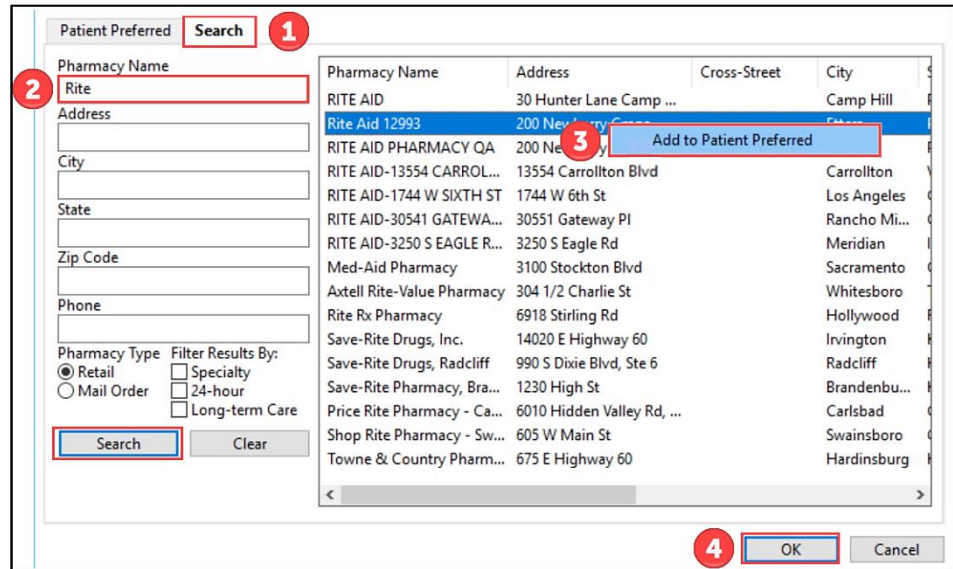 Patient Preferred Search 1
Pharmacy Name
2 Rite
Address
City
State
Zip Code
Phone
Pharmacy Type Filter Results By:
Retail Specialty
Mail Order 24-hour
Long-term Care
Search Clear
Pharmacy Name Address Cross-Street City
RITE AID 30 Hunter Lane Camp ... Camp Hill
Rite Aid 12993 200 Newberry
3 Add to Patient Preferred
RITE AID PHARMACY QA 200 Ne
RITE AID-13554 CARROL... 13554 Carrollton Blvd Carrollton
RITE AID-1744 W SIXTH ST 1744 W 6th St Los Angeles
RITE AID-30541 GATEWA... 30551 Gateway Pl Rancho Mi...
RITE AID-3250 S EAGLE R... 3250 S Eagle Rd Meridian
Med-Aid Pharmacy 3100 Stockton Blvd Sacramento
Axtell Rite-Value Pharmacy 304 1/2 Charlie St Whitesboro
Rite Rx Pharmacy 6918 Stirling Rd Hollywood
Save-Rite Drugs, Inc. 14020 E Highway 60 Irvington
Save-Rite Drugs, Radcliff 990 S Dixie Blvd, Ste 6 Radcliff
Save-Rite Pharmacy, Bra... 1230 High St Brandenbu...
Price Rite Pharmacy - Ca... 6010 Hidden Valley Rd, ... Carlsbad
Shop Rite Pharmacy - Sw... 605 W Main St Swainsboro
Towne & Country Pharm... 675 E Highway 60 Hardinsburg
4 OK Cancel